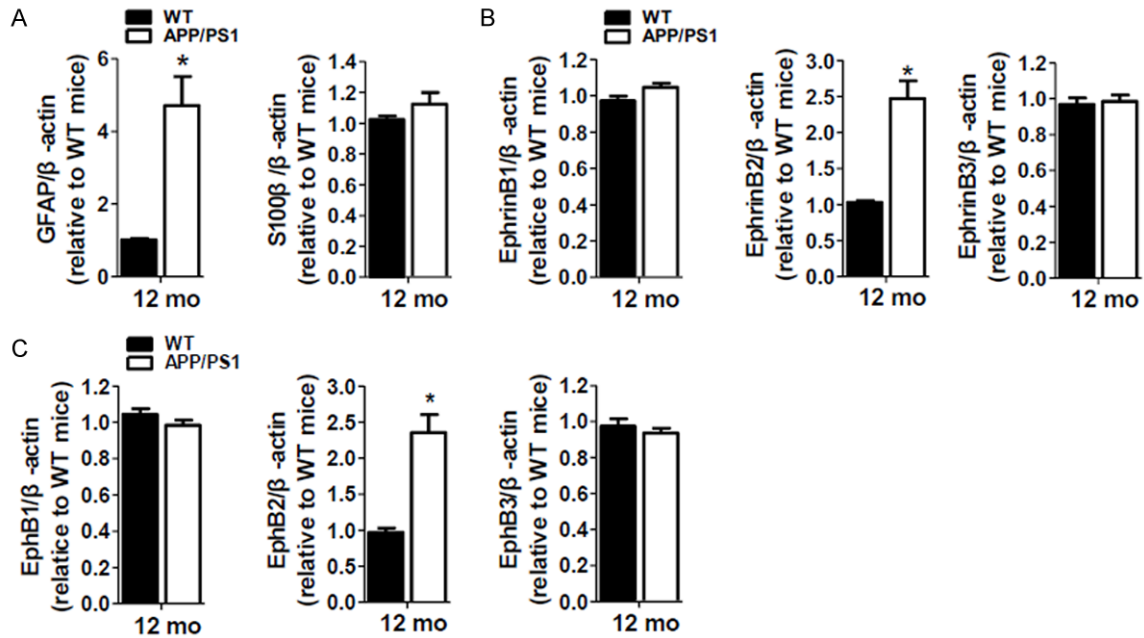 A
WT
APP/PS1
GFAP/β -actin
(relative to WT mice)
6
4
2
0
*
12 mo
S100β /β -actin
(relative to WT mice)
1.4
1.2
1.0
0.8
0.6
0.4
0.2
0.0
12 mo
B
WT
APP/PS1
EphrinB1/β -actin
(relatice to WT mice)
1.2
1.0
0.8
0.6
0.4
0.2
0.0
12 mo
EphrinB2/β -actin
(relative to WT mice)
3.0
2.5
2.0
1.5
1.0
0.5
0.0
*
12 mo
EphrinB3/β -actin
(relative to WT mice)
1.2
1.0
0.8
0.6
0.4
0.2
0.0
12 mo
C
WT
APP/PS1
EphB1/β -actin
(relatice to WT mice)
1.2
1.0
0.8
0.6
0.4
0.2
0.0
12 mo
EphB2/β -actin
(relative to WT mice)
3.0
2.5
2.0
1.5
1.0
0.5
0.0
*
12 mo
EphB3/β -actin
(relative to WT mice)
1.2
1.0
0.8
0.6
0.4
0.2
0.0
12 mo